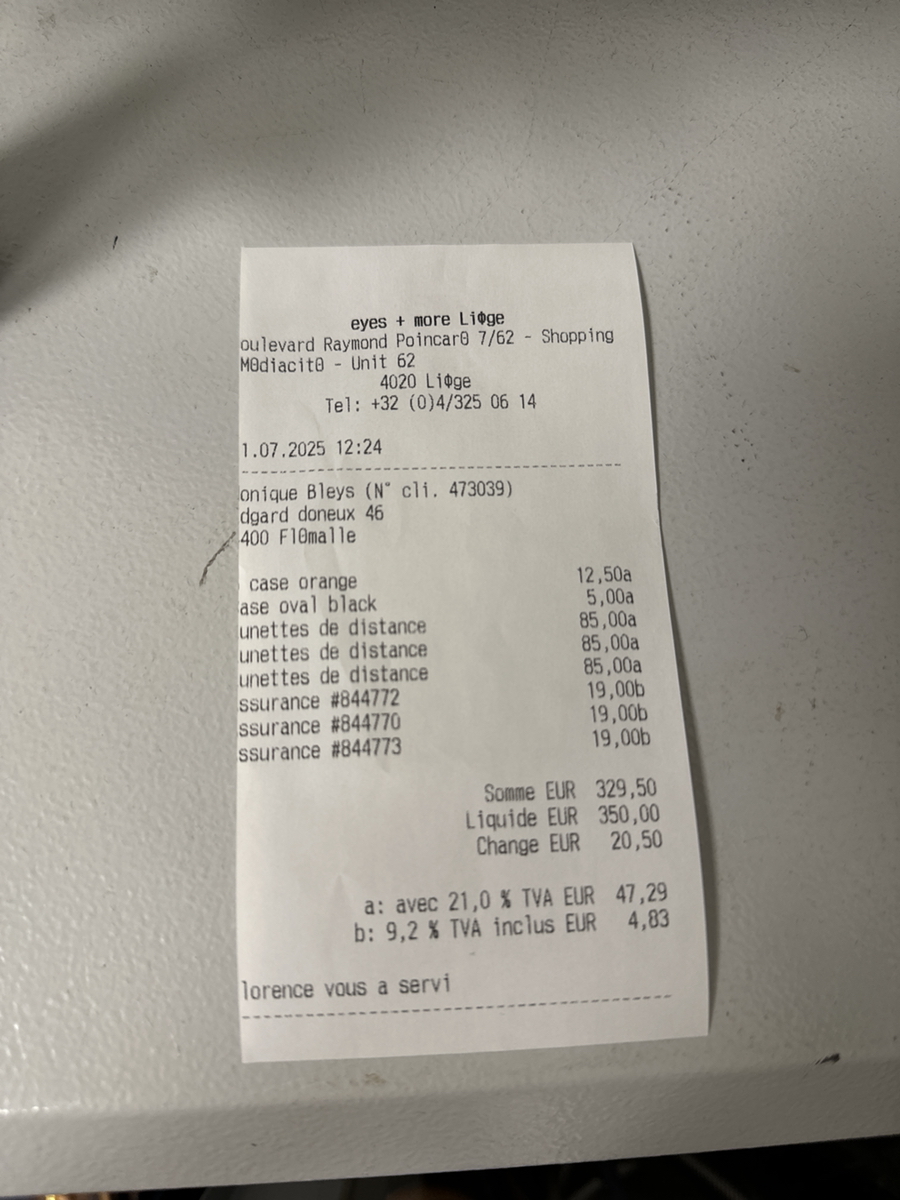 eyes + more LiΦge
oulevard Raymond Poincar0 7/62 - Shopping
M0diacit0 - Unit 62
4020 LiΦge
Tel: +32 (0)4/325 06 14
1.07.2025 12:24
onique Bleys (N° cli. 473039)
dgard doneux 46
400 Fl0malle
case orange 12,50a
ase oval black 5,00a
unettes de distance 85,00a
unettes de distance 85,00a
unettes de distance 85,00a
ssurance #844772 19,00b
ssurance #844770 19,00b
ssurance #844773 19,00b
Somme EUR 329,50
Liquide EUR 350,00
Change EUR 20,50
a: avec 21,0 % TVA EUR 47,29
b: 9,2 % TVA inclus EUR 4,83
lorence vous a servi